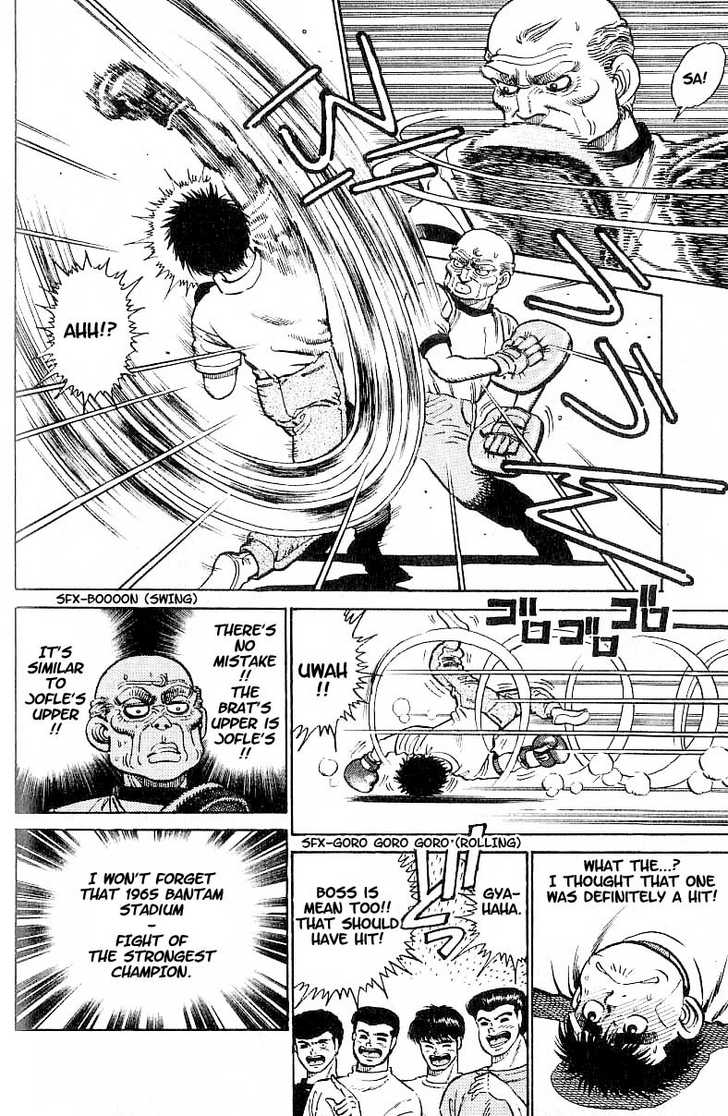 SA!
AHH!?
SFX-BOOOON (SWING)
UWAH
!!
ゴロ
ゴロ
ゴロ
SFX-GORO GORO GORO (ROLLING)
THERE'S
NO
MISTAKE
!!
THE
BRAT'S
UPPER IS
JOFLE'S
!!
IT'S
SIMILAR
TO
JOFLE'S
UPPER
!!
WHAT THE...?
I THOUGHT THAT ONE
WAS DEFINITELY A HIT!
GYA-
HAHA.
BOSS IS
MEAN TOO!!
THAT SHOULD
HAVE HIT!
I WON'T FORGET
THAT 1965 BANTAM
STADIUM
-
FIGHT OF
THE STRONGEST
CHAMPION.